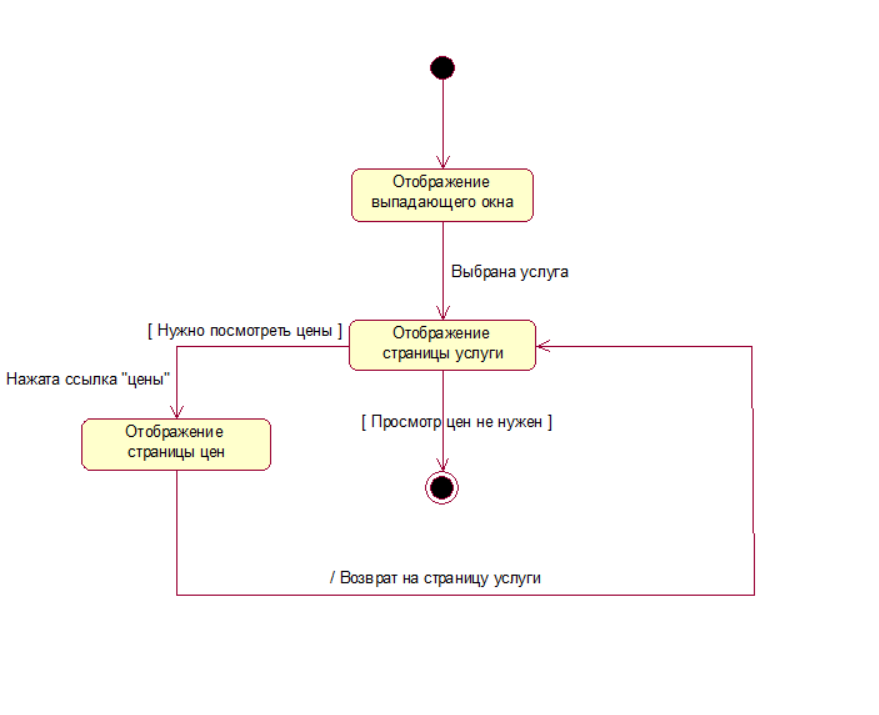 Отображение
выпадающего окна
Выбрана услуга
[ Нужно посмотреть цены ]
Отображение
страницы услуги
Нажата ссылка "цены"
[ Просмотр цен не нужен ]
Отображение
страницы цен
/ Возврат на страницу услуги